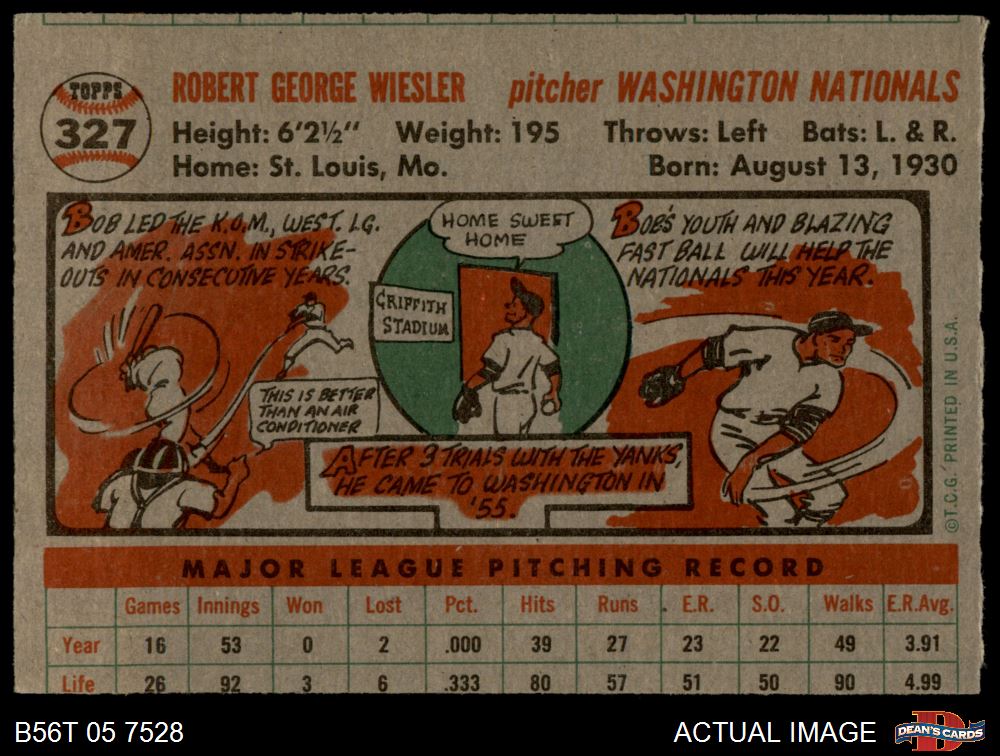 TOPPS
327
ROBERT GEORGE WIESLER pitcher WASHINGTON NATIONALS
Height: 6'2½" Weight: 195 Throws: Left Bats: L. & R.
Home: St. Louis, Mo. Born: August 13, 1930
BOB LED THE K.O.M., WEST. LG.
AND AMER. ASSN. IN STRIKE-
OUTS IN CONSECUTIVE YEARS.
THIS IS BETTER
THAN AN AIR
CONDITIONER
HOME SWEET
HOME
GRIFFITH
STADIUM
AFTER 3 TRIALS WITH THE YANKS,
HE CAME TO WASHINGTON IN
'55.
BOB'S YOUTH AND BLAZING
FAST BALL WILL HELP THE
NATIONALS THIS YEAR.
©T.C.G. PRINTED IN U.S.A.
MAJOR LEAGUE PITCHING RECORD
Games Innings Won Lost Pct. Hits Runs E.R. S.O. Walks E.R.Avg.
Year 16 53 0 2 .000 39 27 23 22 49 3.91
Life 26 92 3 6 .333 80 57 51 50 90 4.99
B56T 05 7528 ACTUAL IMAGE DEAN'S CARDS